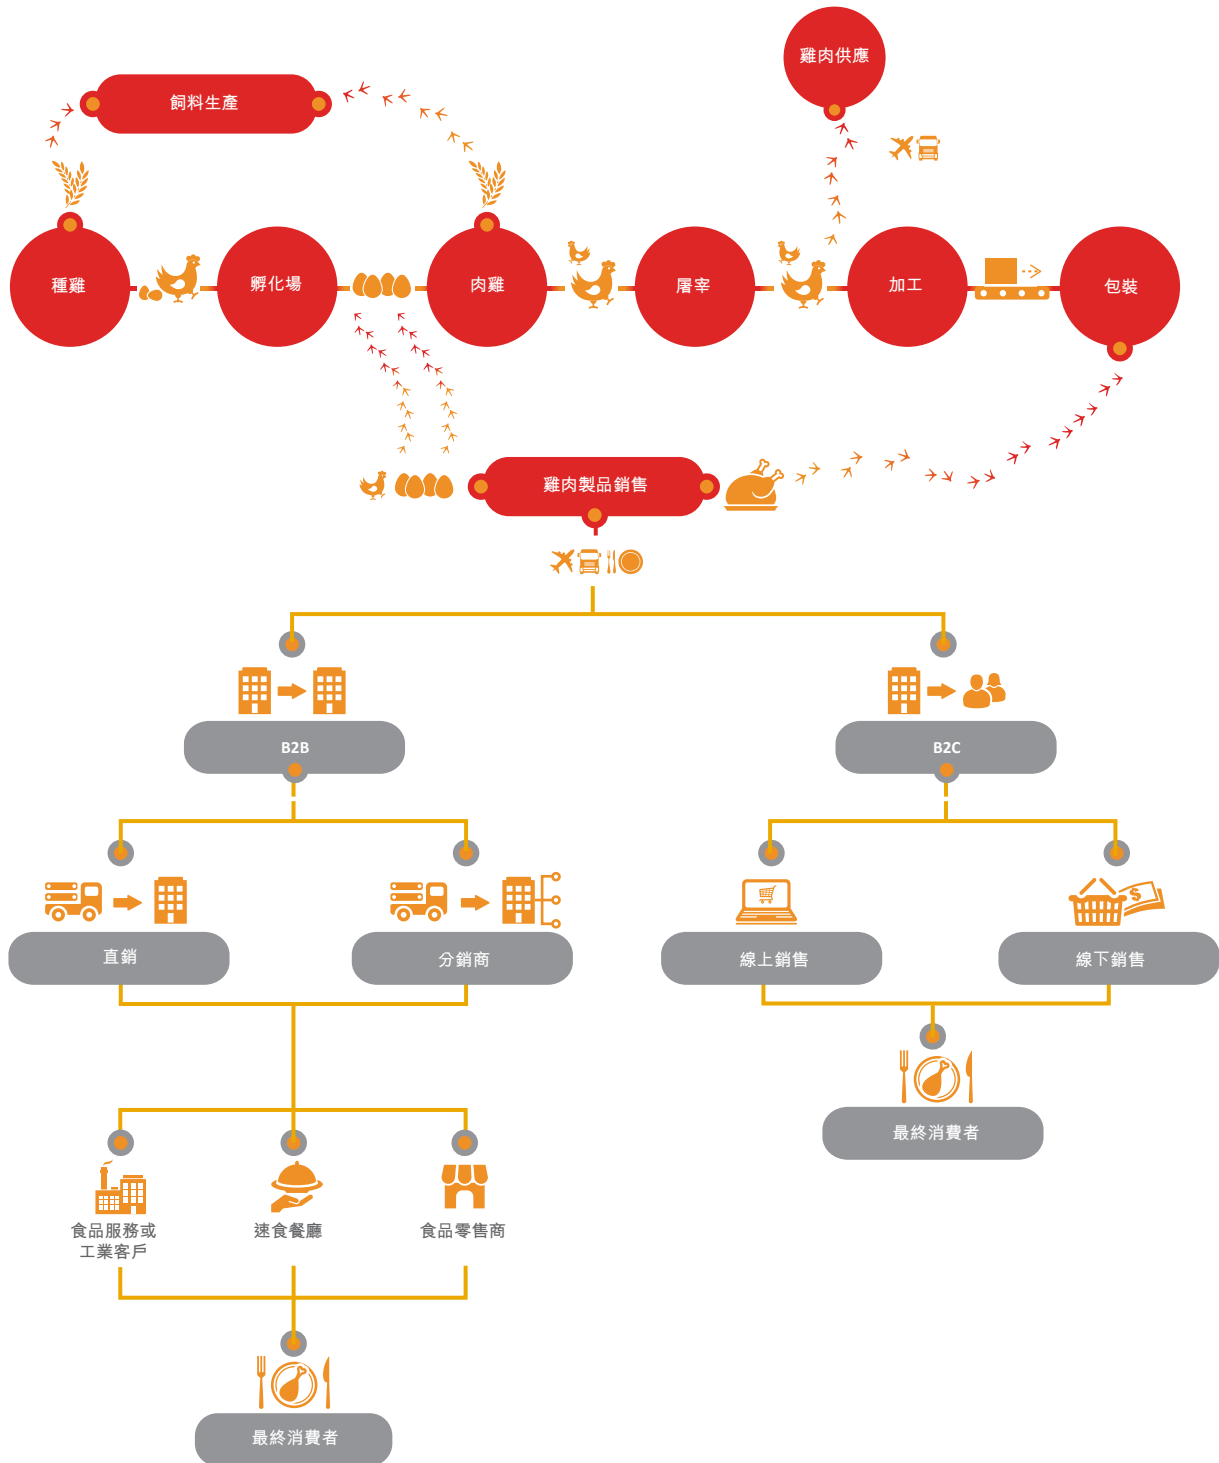 雞肉供應
飼料生產
種雞
孵化場
肉雞
屠宰
加工
包裝
雞肉製品銷售
B2B
B2C
直銷
分銷商
線上銷售
線下銷售
$
最終消費者
食品服務或
工業客戶
速食餐廳
食品零售商
最終消費者